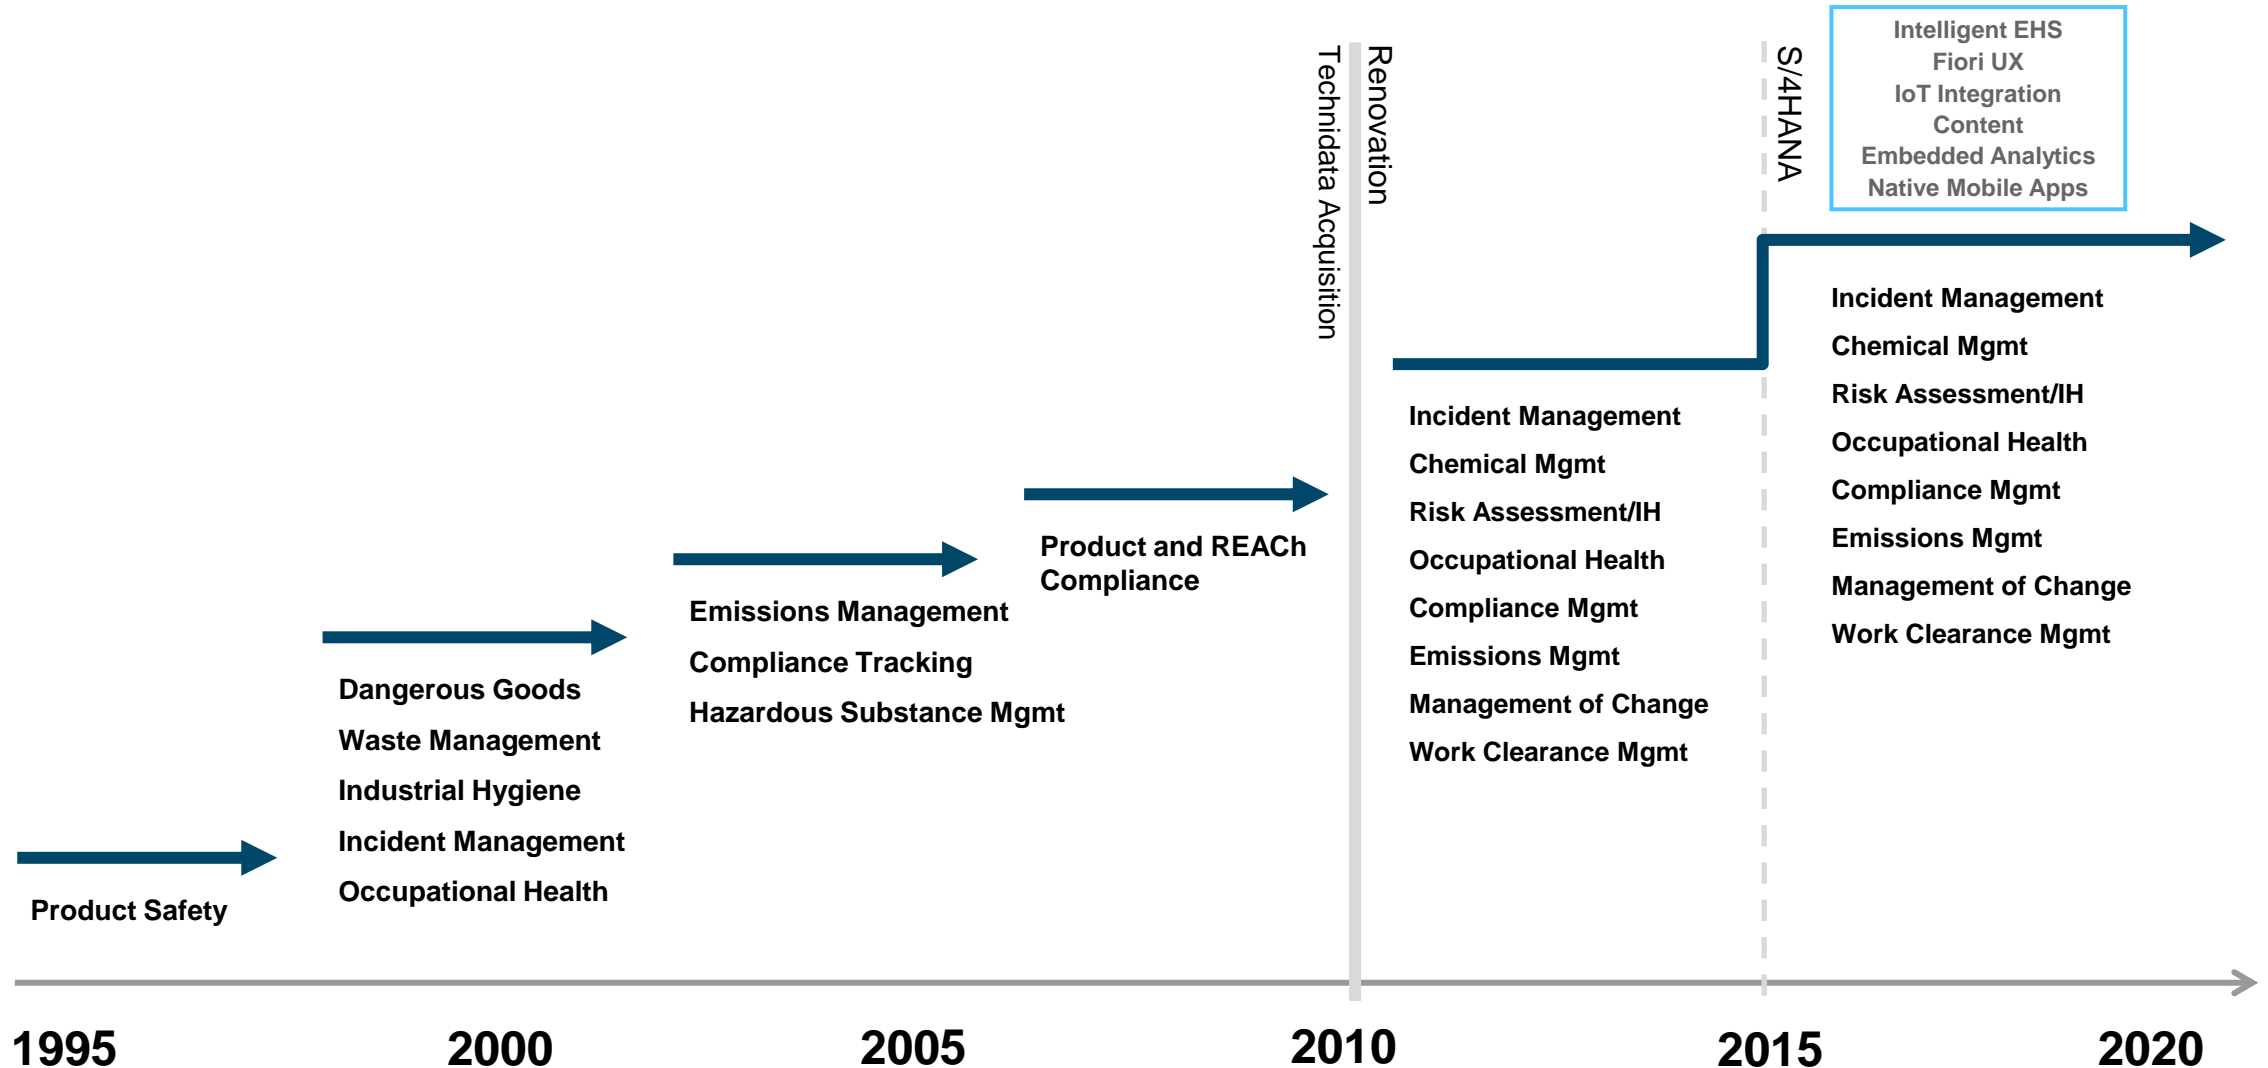 Product Safety
Dangerous Goods
Waste Management
Industrial Hygiene
Incident Management
Occupational Health
Emissions Management
Compliance Tracking
Hazardous Substance Mgmt
Product and REACh
Compliance
Technidata Acquisition
Renovation
Incident Management
Chemical Mgmt
Risk Assessment/IH
Occupational Health
Compliance Mgmt
Emissions Mgmt
Management of Change
Work Clearance Mgmt
S/4HANA
Intelligent EHS
Fiori UX
IoT Integration
Content
Embedded Analytics
Native Mobile Apps
Incident Management
Chemical Mgmt
Risk Assessment/IH
Occupational Health
Compliance Mgmt
Emissions Mgmt
Management of Change
Work Clearance Mgmt
1995 2000 2005 2010 2015 2020